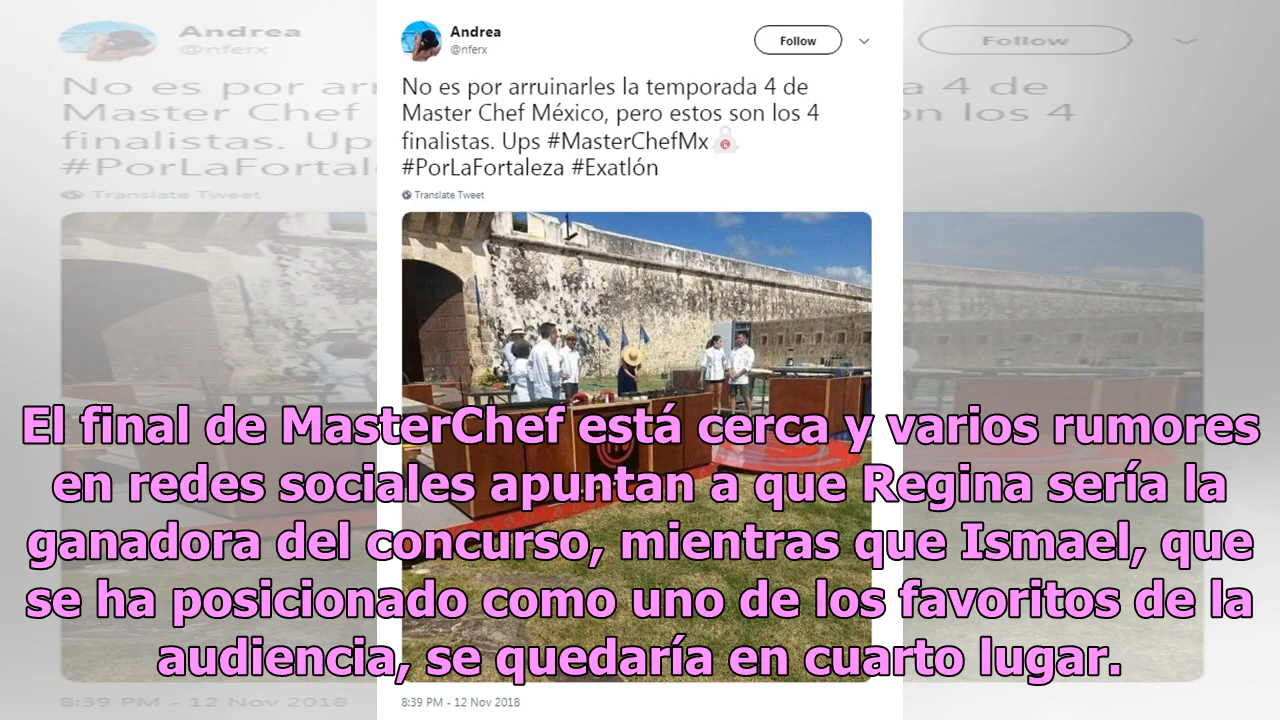 Andrea
@nferx
Follow
No es por arruinarles la temporada 4 de
Master Chef México, pero estos son los 4
finalistas. Ups #MasterChefMx
#PorLaFortaleza #Exatlón
Translate Tweet
El final de MasterChef está cerca y varios rumores
en redes sociales apuntan a que Regina sería la
ganadora del concurso, mientras que Ismael, que
se ha posicionado como uno de los favoritos de la
audiencia, se quedaría en cuarto lugar.
8:39 PM - 12 Nov 2018